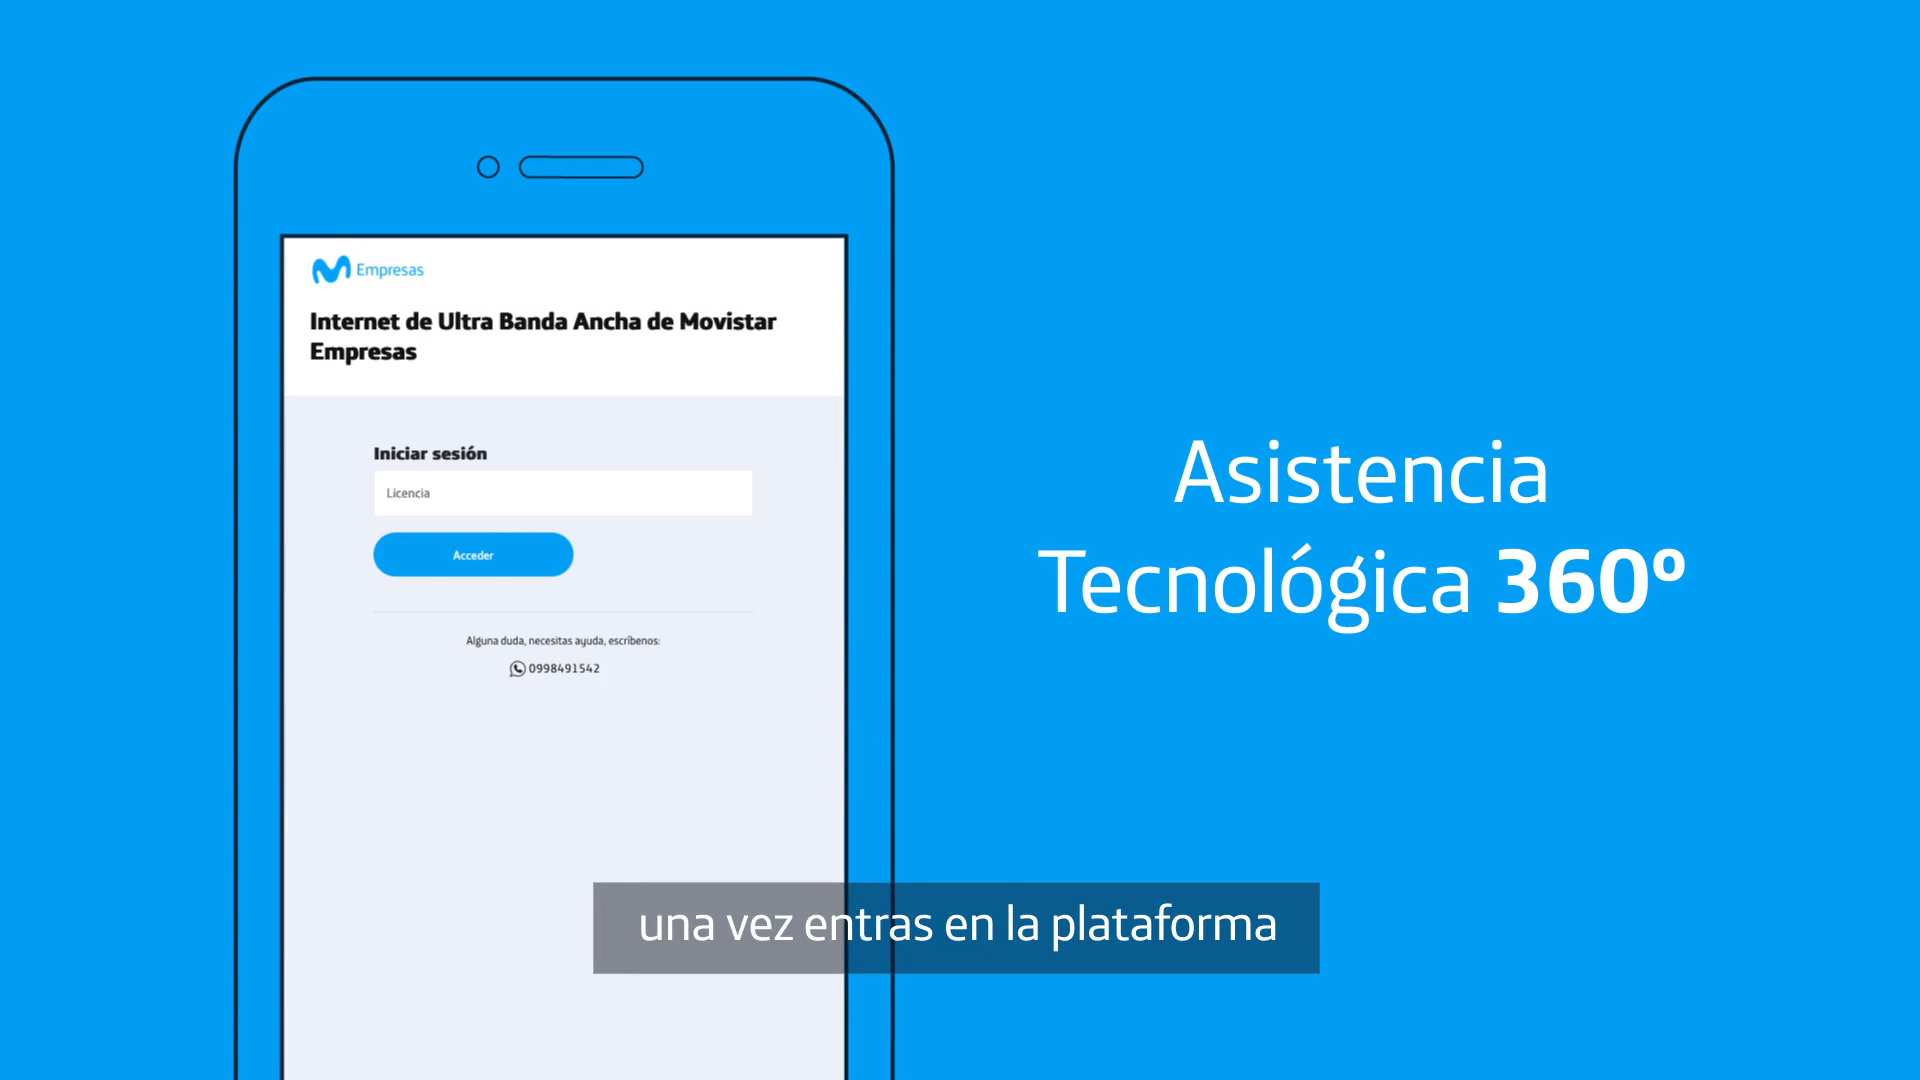 Empresas
Internet de Ultra Banda Ancha de Movistar
Empresas
Iniciar sesión
Licencia
Acceder
Alguna duda, necesitas ayuda, escríbenos:
0998491542
Asistencia
Tecnológica 360º
una vez entras en la plataforma